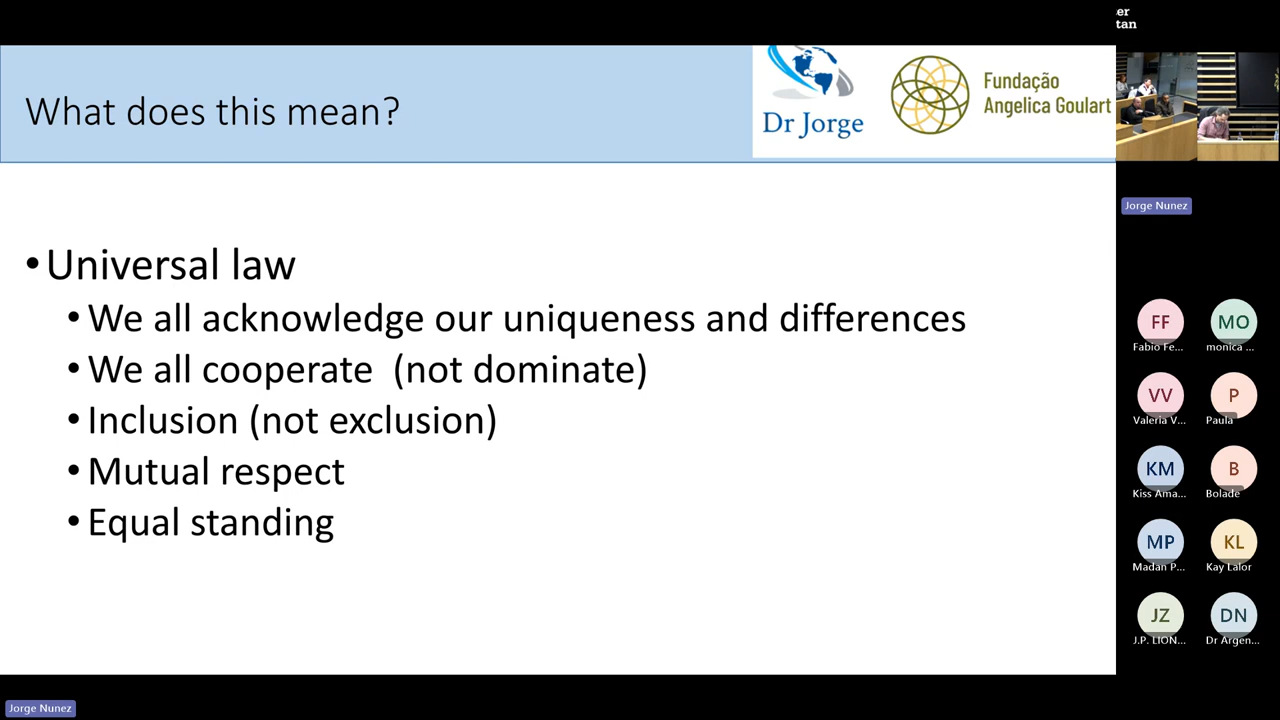 er
tan
What does this mean?
Dr Jorge
Fundação
Angelica Goulart
•Universal law
•We all acknowledge our uniqueness and differences
•We all cooperate (not dominate)
•Inclusion (not exclusion)
•Mutual respect
•Equal standing
Jorge Nunez
FF
Fabio Fe...
MO
monica ...
VV
Valeria V...
P
Paula
KM
Kiss Ama...
B
Bolade
MP
Madan P...
KL
Kay Lalor
JZ
J.P. LION...
DN
Dr Argen...
Jorge Nunez